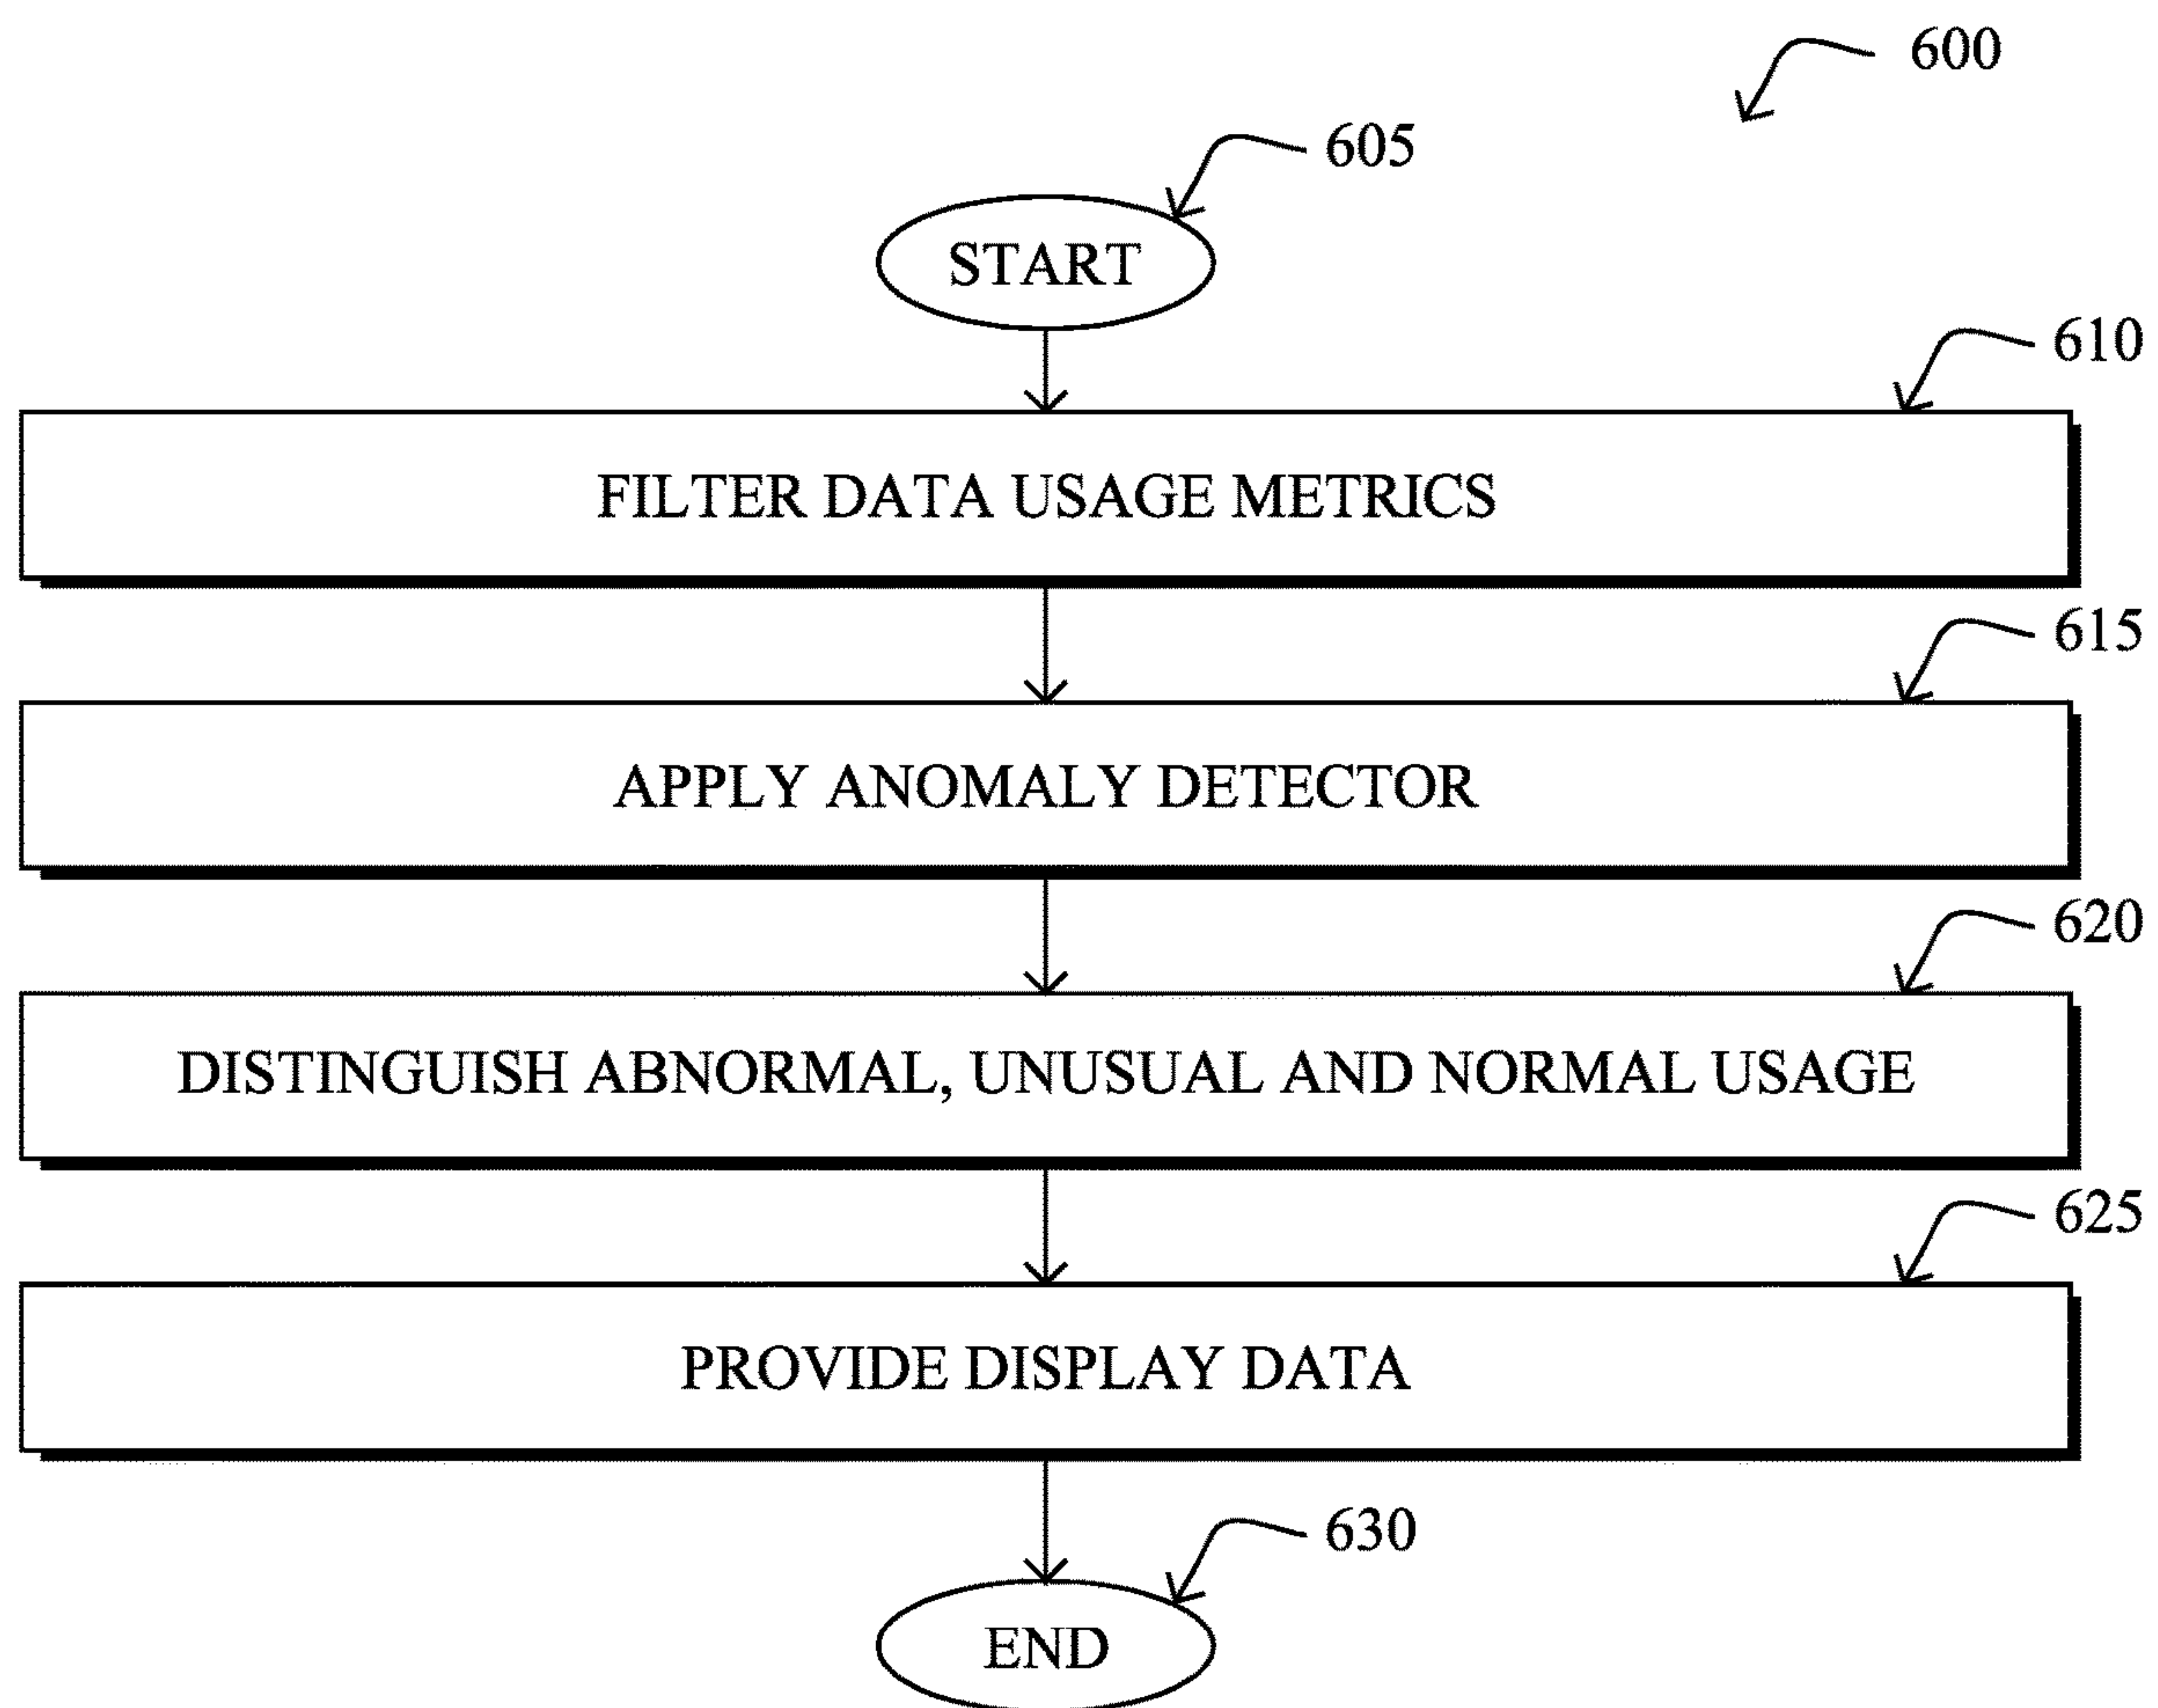 600
605
START
610
FILTER DATA USAGE METRICS
615
APPLY ANOMALY DETECTOR
620
DISTINGUISH ABNORMAL, UNUSUAL AND NORMAL USAGE
625
PROVIDE DISPLAY DATA
630
END